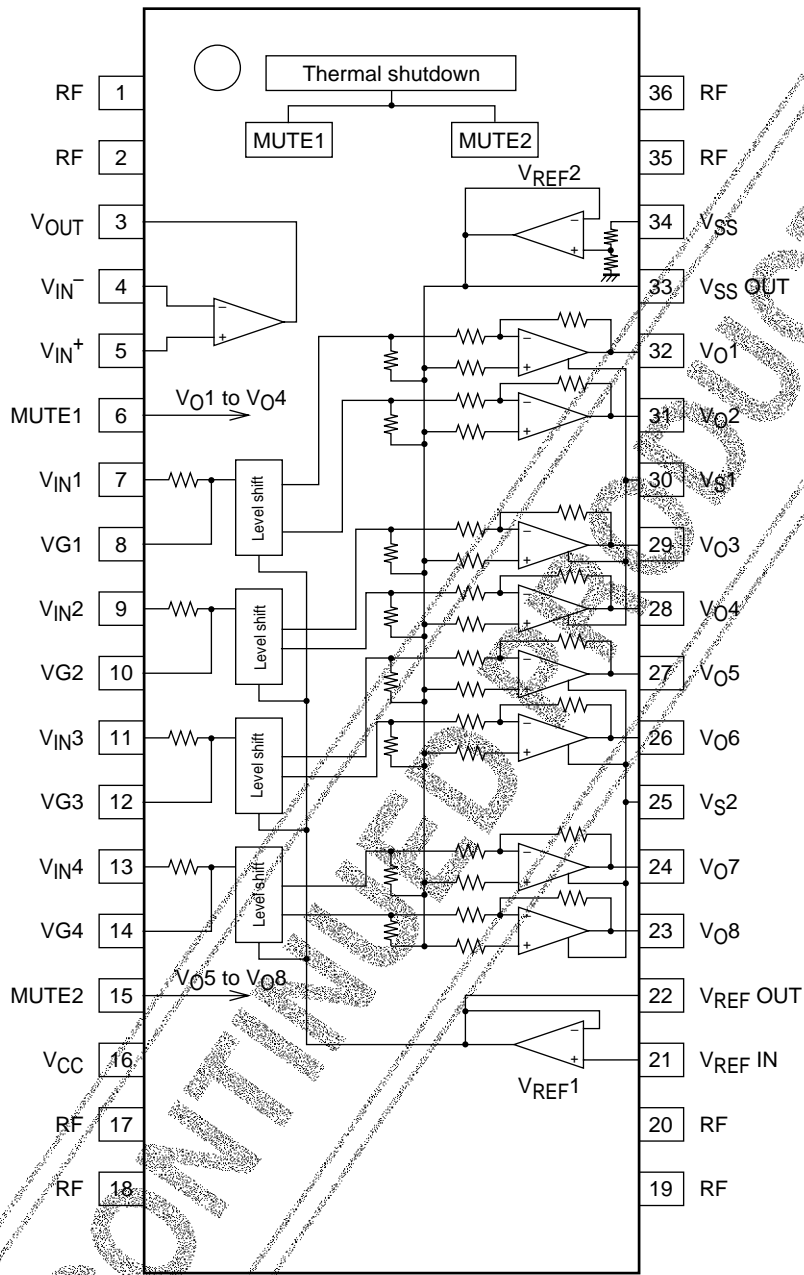 Thermal shutdown
MUTE1 MUTE2
RF 1
RF 2
VOUT 3
VIN− 4
VIN+ 5
MUTE1 6
VO1 to VO4
VIN1 7
VG1 8
VIN2 9
VG2 10
VIN3 11
VG3 12
VIN4 13
VG4 14
MUTE2 15
VO5 to VO8
VCC 16
RF 17
RF 18
Level shift
Level shift
Level shift
Level shift
VREF2
− +
− +
− +
− +
− +
− +
− +
− +
− +
− +
− +
VREF1
36 RF
35 RF
34 VSS
33 VSS OUT
32 VO1
31 VO2
30 VS1
29 VO3
28 VO4
27 VO5
26 VO6
25 VS2
24 VO7
23 VO8
22 VREF OUT
21 VREF IN
20 RF
19 RF